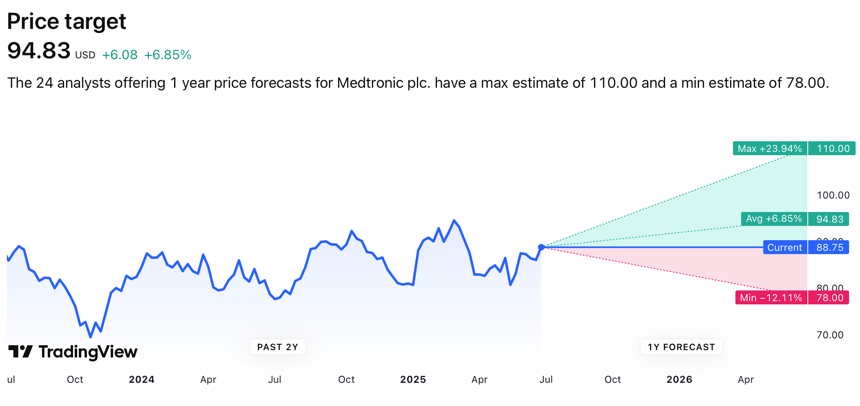 Price target
94.83 USD +6.08 +6.85%
The 24 analysts offering 1 year price forecasts for Medtronic plc. have a max estimate of 110.00 and a min estimate of 78.00.
Max +23.94% 110.00
100.00
Avg +6.85% 94.83
90.00
Current 88.75
80.00
Min −12.11% 78.00
70.00
TradingView
PAST 2Y
1Y FORECAST
ul Oct 2024 Apr Jul Oct 2025 Apr Jul Oct 2026 Apr